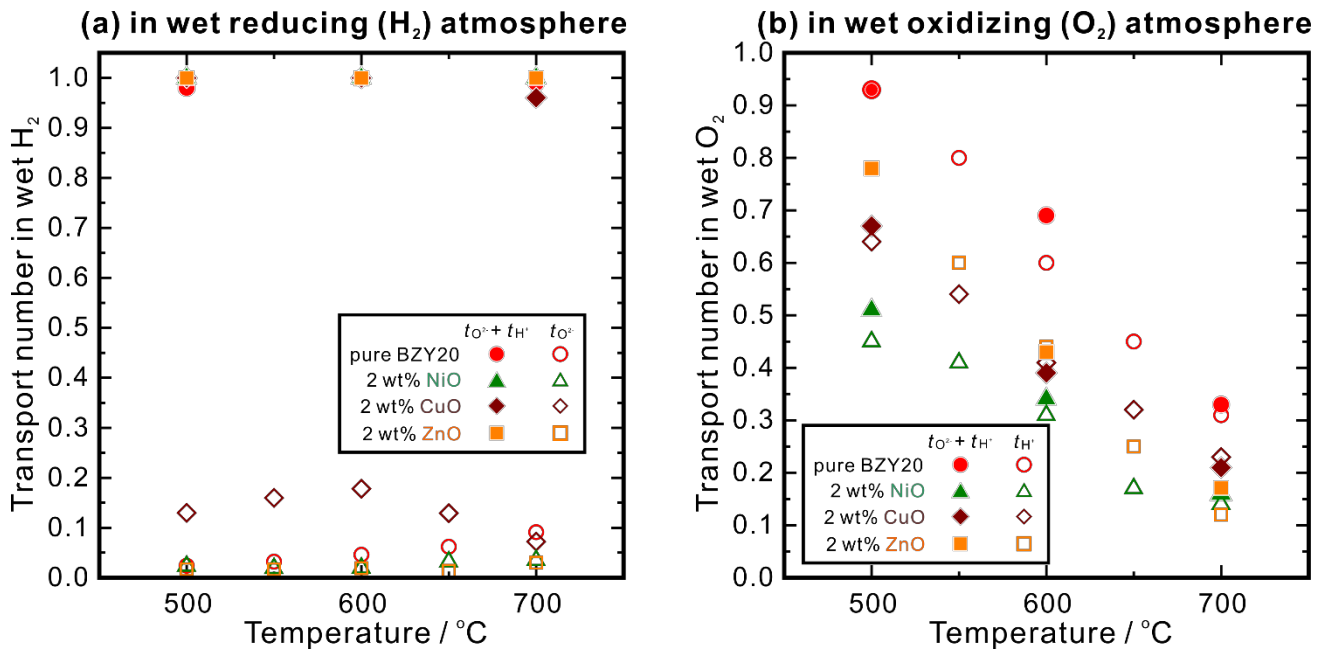 (a) in wet reducing (H₂) atmosphere
Transport number in wet H₂
1.0
0.9
0.8
0.7
0.6
0.5
0.4
0.3
0.2
0.1
0.0
500
600
700
Temperature / °C
tO²⁻ + tH⁺ tO²⁻
pure BZY20
2 wt% NiO
2 wt% CuO
2 wt% ZnO
(b) in wet oxidizing (O₂) atmosphere
Transport number in wet O₂
1.0
0.9
0.8
0.7
0.6
0.5
0.4
0.3
0.2
0.1
0.0
500
600
700
Temperature / °C
tO²⁻ + tH⁺ tH⁺
pure BZY20
2 wt% NiO
2 wt% CuO
2 wt% ZnO